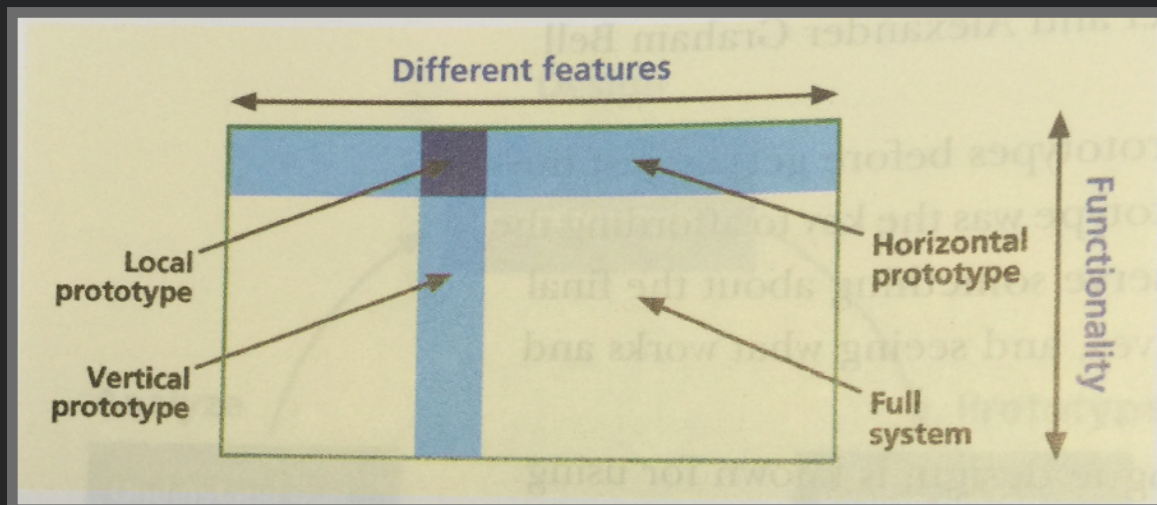 Different features
Local
prototype
Vertical
prototype
Horizontal
prototype
Full
system
Functionality